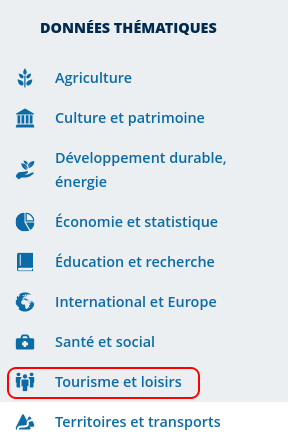 DONNÉES THÉMATIQUES
Agriculture
Culture et patrimoine
Développement durable,
énergie
Économie et statistique
Éducation et recherche
International et Europe
Santé et social
Tourisme et loisirs
Territoires et transports